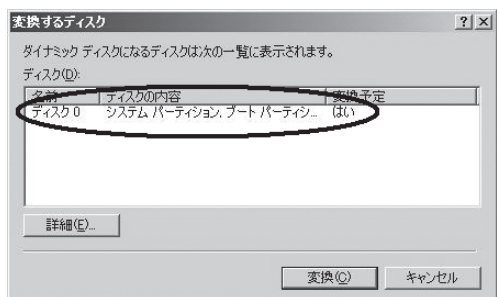 変換するディスク
ダイナミック ディスクになるディスクは次の一覧に表示されます。
ディスク(D):
名前 ディスクの内容 変換予定
ディスク 0 システム パーティション, ブート パーティシ... はい
詳細(E)...
変換(C) キャンセル